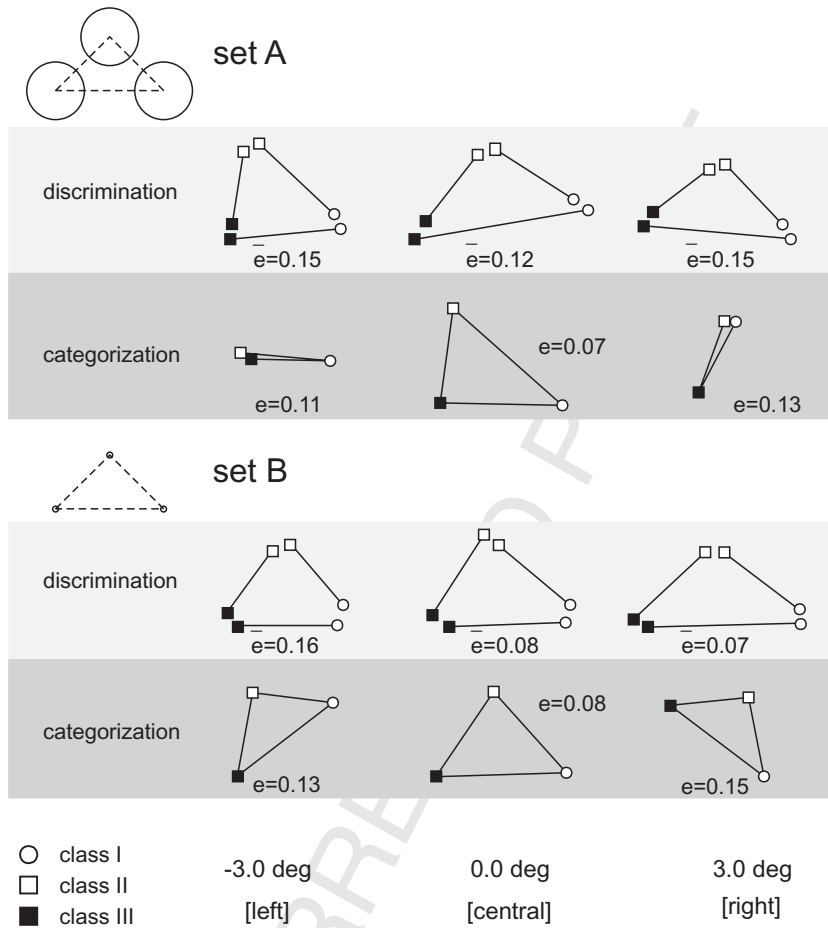 set A
discrimination
e̅=0.15
e̅=0.12
e̅=0.15
categorization
e=0.11
e=0.07
e=0.13
set B
discrimination
e̅=0.16
e̅=0.08
e̅=0.07
categorization
e=0.13
e=0.08
e=0.15
class I
class II
class III
-3.0 deg
0.0 deg
3.0 deg
[left]
[central]
[right]